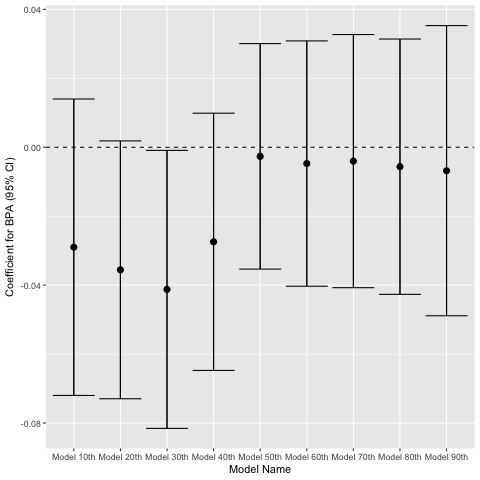 0.04
0.00
-0.04
-0.08
Coefficient for BPA (95% CI)
Model 10th Model 20th Model 30th Model 40th Model 50th Model 60th Model 70th Model 80th Model 90th
Model Name